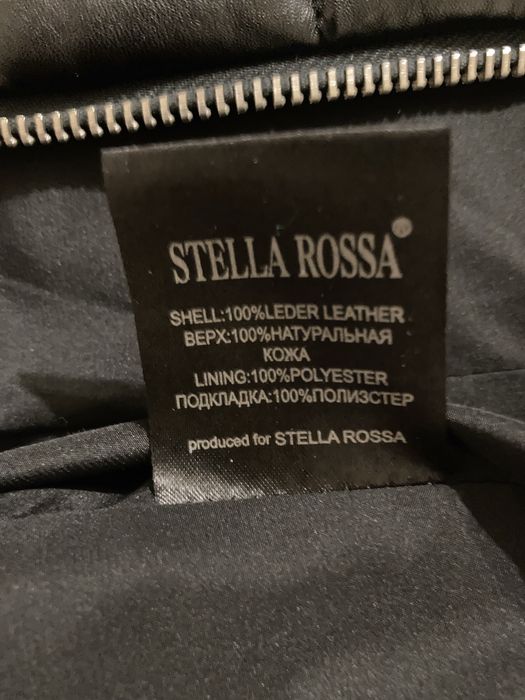 STELLA ROSSA®
SHELL:100%LEDER LEATHER
ВЕРХ:100%НАТУРАЛЬНАЯ
КОЖА
LINING:100%POLYESTER
ПОДКЛАДКА:100%ПОЛИЭСТЕР
produced for STELLA ROSSA